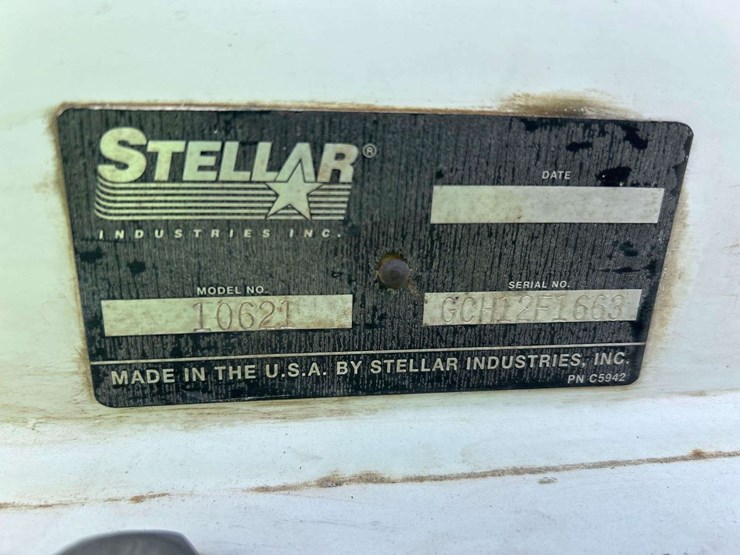 STELLAR®
INDUSTRIES INC.
DATE
MODEL NO.
10621
SERIAL NO.
GCH12F1663
MADE IN THE U.S.A. BY STELLAR INDUSTRIES, INC.
PN C5942